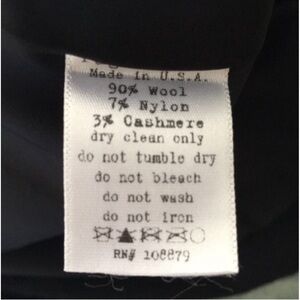 Made in U.S.A.
90% Wool
7% Nylon
3% Cashmere
dry clean only
do not tumble dry
do not bleach
do not wash
do not iron
RN# 108879